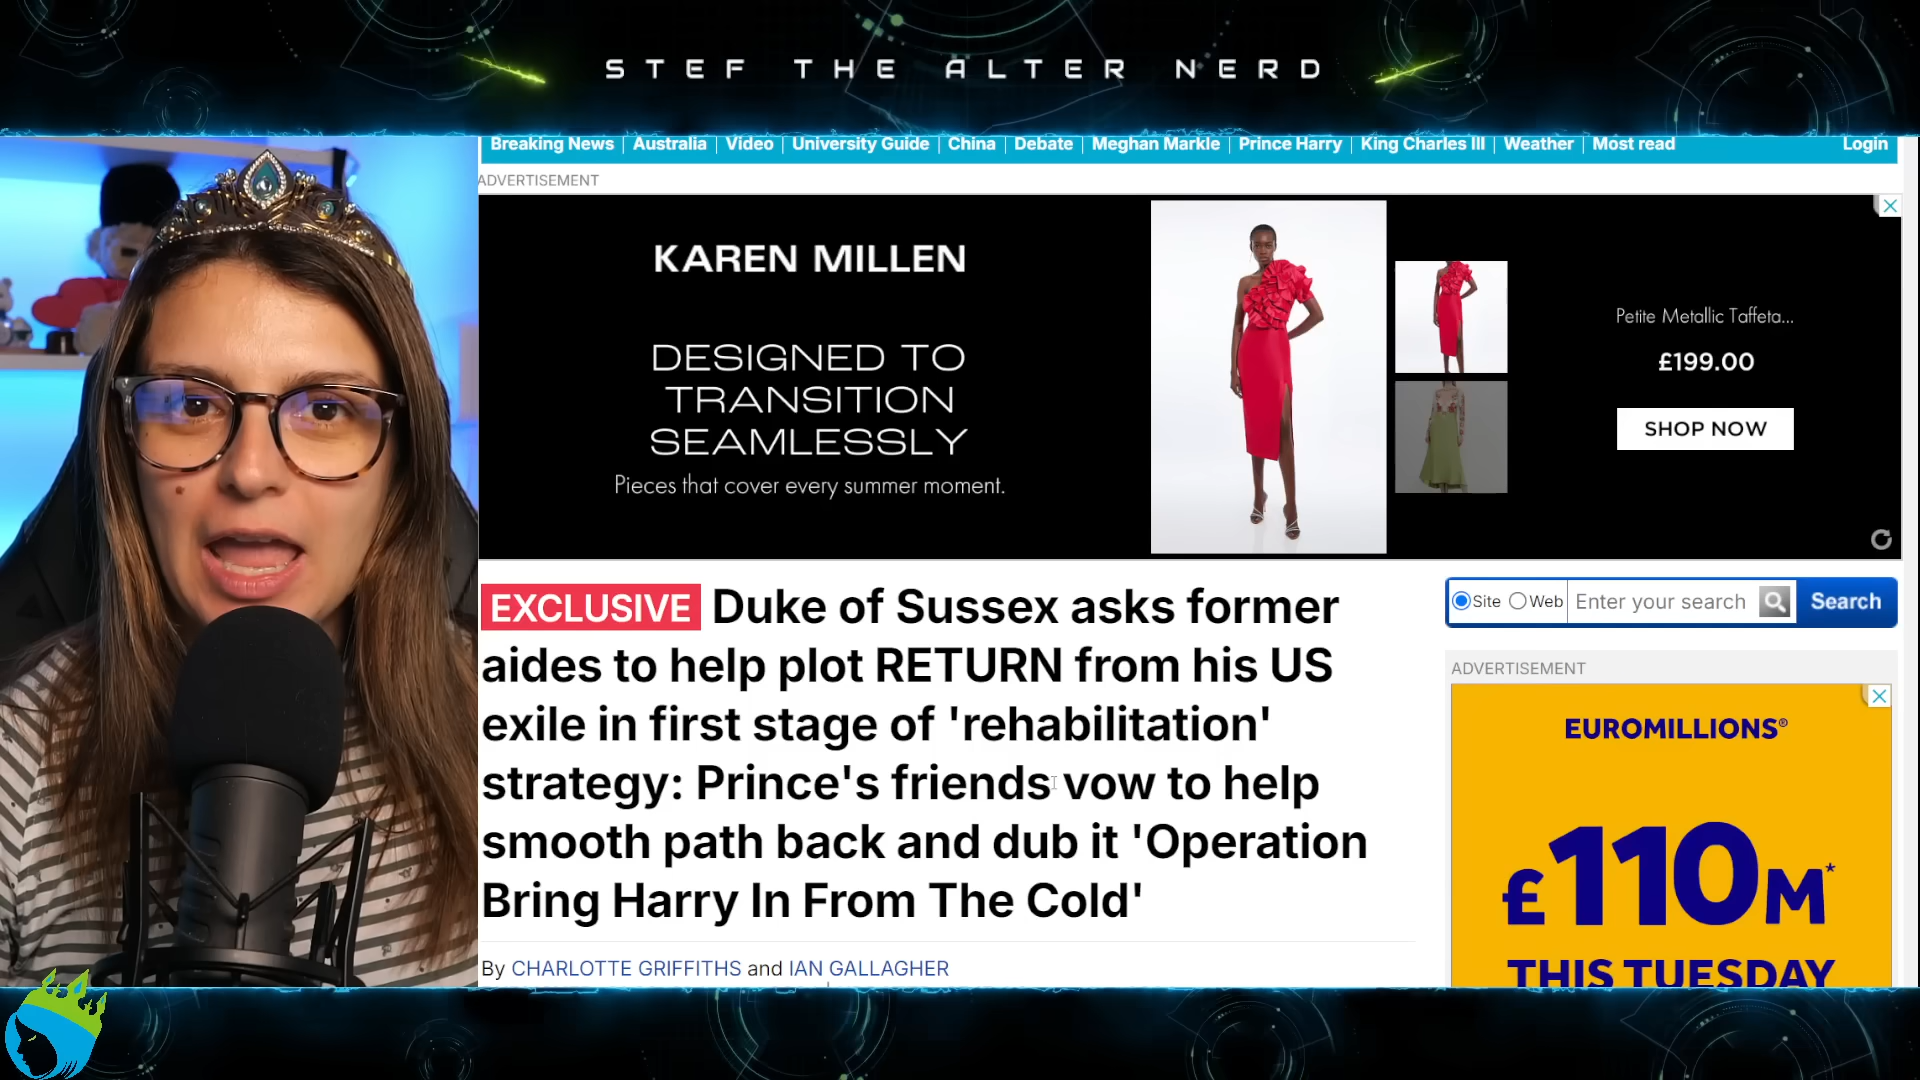 STEF THE ALTER NERD
Breaking News | Australia | Video | University Guide | China | Debate | Meghan Markle | Prince Harry | King Charles III | Weather | Most read
Login
ADVERTISEMENT
KAREN MILLEN
DESIGNED TO
TRANSITION
SEAMLESSLY
Pieces that cover every summer moment.
Petite Metallic Taffeta...
£199.00
SHOP NOW
EXCLUSIVE Duke of Sussex asks former
aides to help plot RETURN from his US
exile in first stage of 'rehabilitation'
strategy: Prince's friends vow to help
smooth path back and dub it 'Operation
Bring Harry In From The Cold'
By CHARLOTTE GRIFFITHS and IAN GALLAGHER
Site Web Enter your search Search
ADVERTISEMENT
EUROMILLIONS®
£110M*
THIS TUESDAY